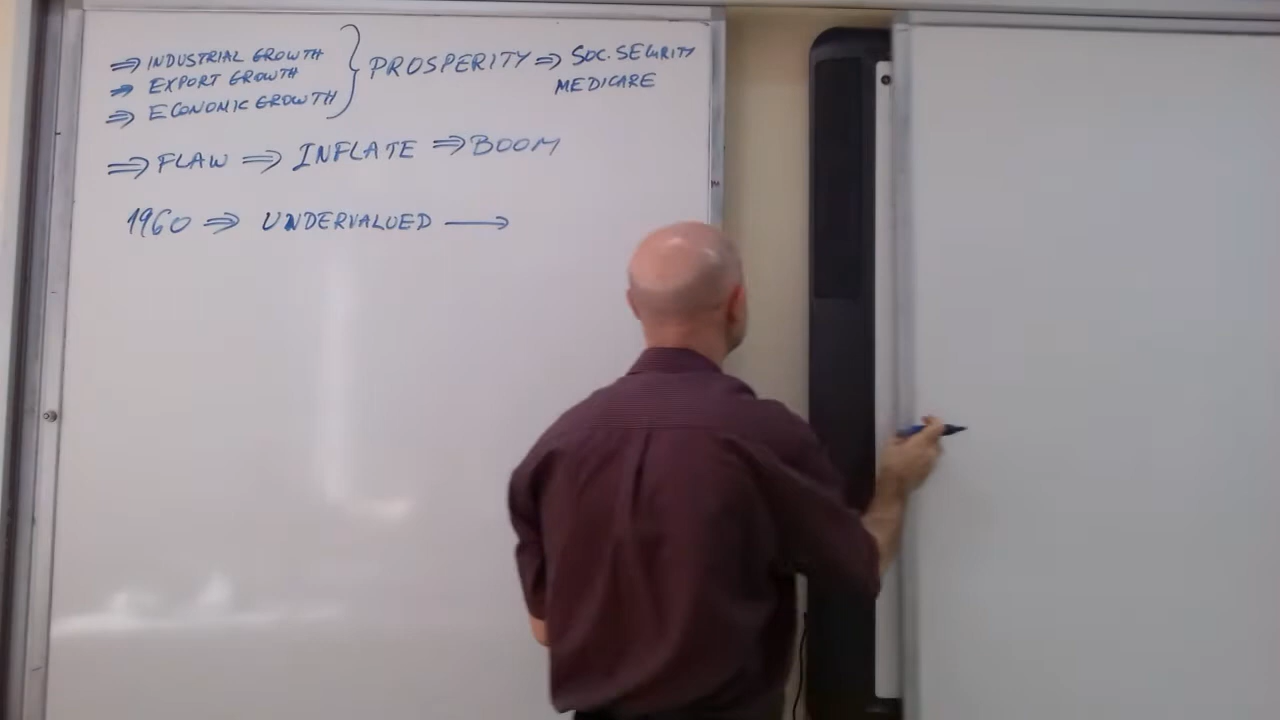 ⇒ INDUSTRIAL GROWTH
⇒ EXPORT GROWTH
⇒ ECONOMIC GROWTH
} PROSPERITY ⇒ SOC. SECURITY
MEDICARE
⇒ FLAW ⇒ INFLATE ⇒ BOOM
1960 ⇒ UNDERVALUED →